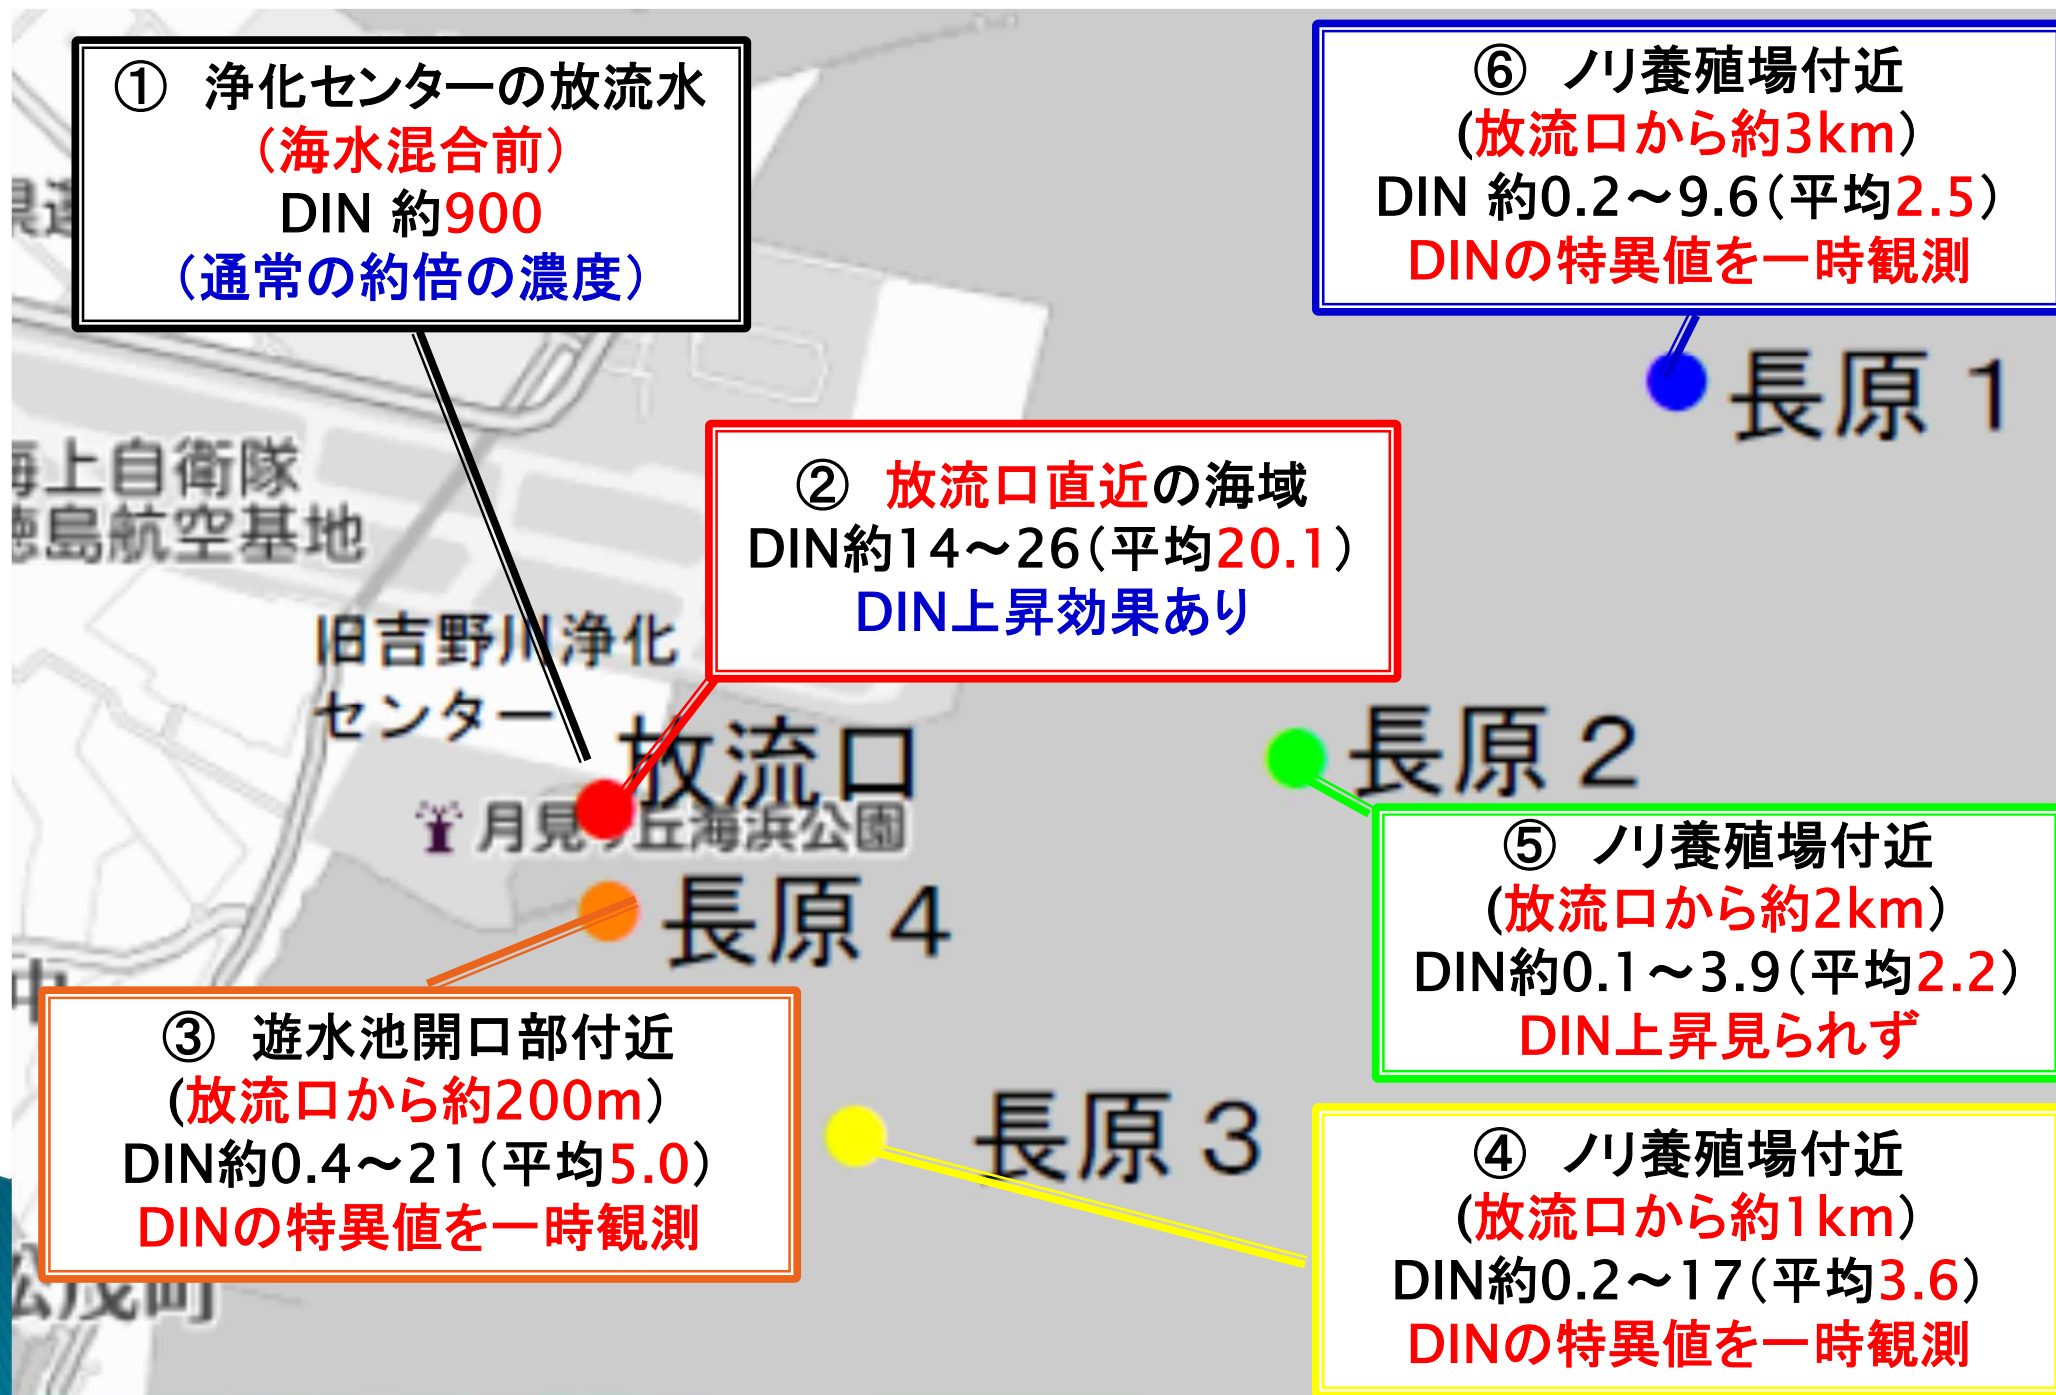 ① 浄化センターの放流水
（海水混合前）
DIN 約900
（通常の約倍の濃度）
⑥ ノリ養殖場付近
(放流口から約3km)
DIN 約0.2～9.6(平均2.5)
DINの特異値を一時観測
長原1
海上自衛隊
徳島航空基地
② 放流口直近の海域
DIN約14～26(平均20.1)
DIN上昇効果あり
旧吉野川浄化
センター
放流口
月見ヶ丘海浜公園
長原2
⑤ ノリ養殖場付近
(放流口から約2km)
DIN約0.1～3.9(平均2.2)
DIN上昇見られず
長原4
③ 遊水池開口部付近
(放流口から約200m)
DIN約0.4～21(平均5.0)
DINの特異値を一時観測
長原3
④ ノリ養殖場付近
(放流口から約1km)
DIN約0.2～17(平均3.6)
DINの特異値を一時観測
松茂町